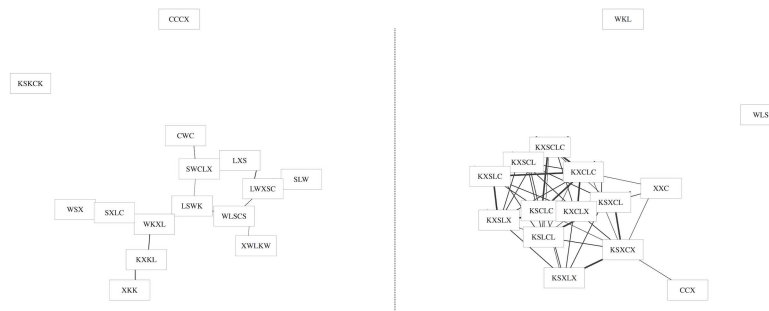 CCCX
KSKCK
CWC
SWCLX
LXS
LWXSC
SLW
LSWK
WSX
SXLC
WKXL
WLSCS
XWLKW
KXKL
XKK
WKL
WLS
KXSCLC
KXSCL
KXSLC
KXCLC
XXC
KSXCL
KSCLC
KXCLX
KXSLX
KSLCL
KSXCX
KSXLX
CCX